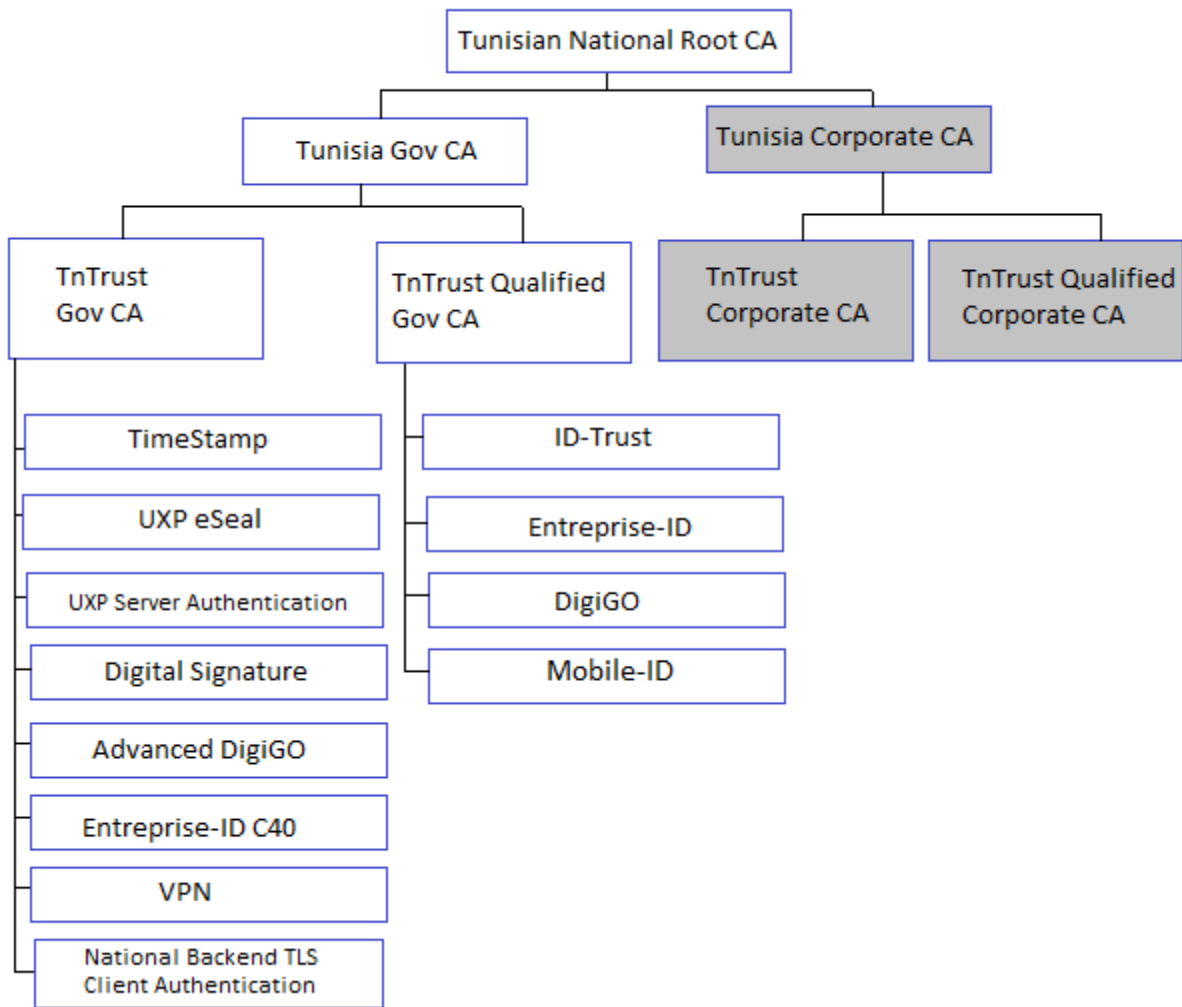 Tunisian National Root CA
Tunisia Gov CA
Tunisia Corporate CA
TnTrust
Gov CA
TnTrust Qualified
Gov CA
TnTrust
Corporate CA
TnTrust Qualified
Corporate CA
TimeStamp
UXP eSeal
UXP Server Authentication
Digital Signature
Advanced DigiGO
Entreprise-ID C40
VPN
National Backend TLS
Client Authentication
ID-Trust
Entreprise-ID
DigiGO
Mobile-ID